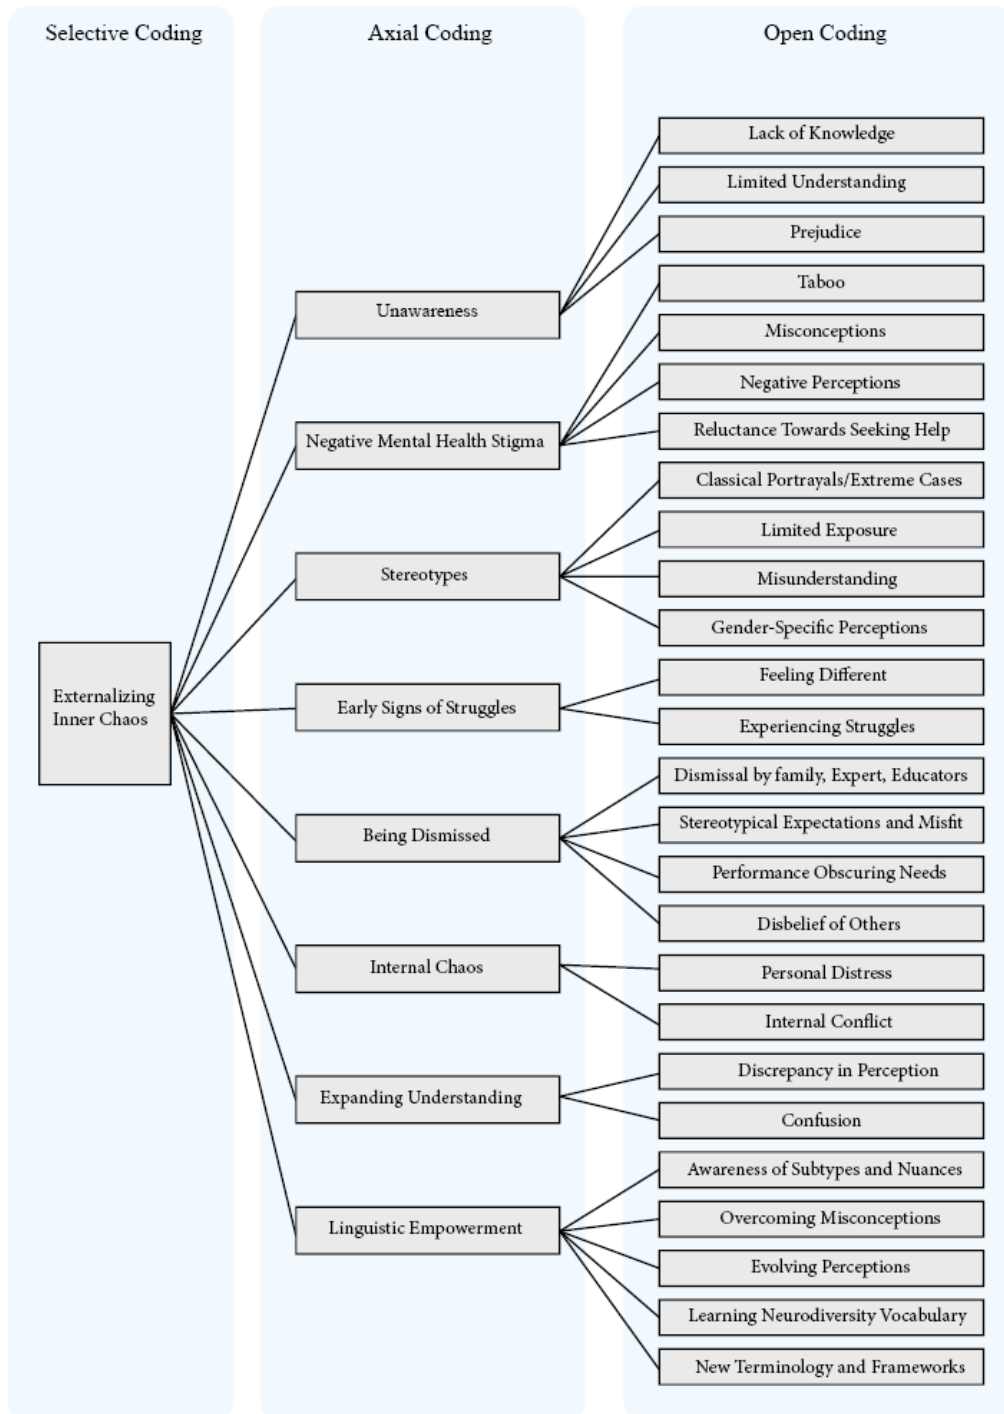 Selective Coding
Axial Coding
Open Coding
Externalizing
Inner Chaos
Unawareness
Negative Mental Health Stigma
Stereotypes
Early Signs of Struggles
Being Dismissed
Internal Chaos
Expanding Understanding
Linguistic Empowerment
Lack of Knowledge
Limited Understanding
Prejudice
Taboo
Misconceptions
Negative Perceptions
Reluctance Towards Seeking Help
Classical Portrayals/Extreme Cases
Limited Exposure
Misunderstanding
Gender-Specific Perceptions
Feeling Different
Experiencing Struggles
Dismissal by family, Expert, Educators
Stereotypical Expectations and Misfit
Performance Obscuring Needs
Disbelief of Others
Personal Distress
Internal Conflict
Discrepancy in Perception
Confusion
Awareness of Subtypes and Nuances
Overcoming Misconceptions
Evolving Perceptions
Learning Neurodiversity Vocabulary
New Terminology and Frameworks